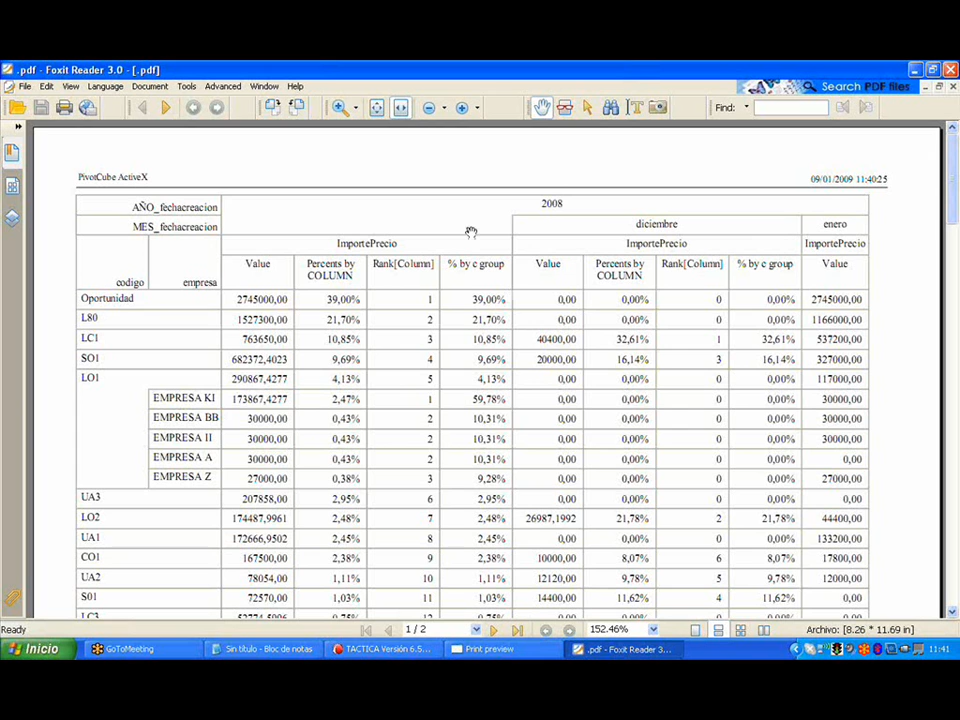 .pdf - Foxit Reader 3.0 - [.pdf]
File Edit View Language Document Tools Advanced Window Help
Search PDF files
Find:
PivotCube ActiveX 09/01/2009 11:40:25
AÑO_fechacreacion 2008
MES_fechacreacion diciembre enero
ImportePrecio ImportePrecio ImportePrecio
codigo empresa Value Percents by COLUMN Rank[Column] % by c group Value Percents by COLUMN Rank[Column] % by c group Value
Oportunidad 2745000,00 39,00% 1 39,00% 0,00 0,00% 0 0,00% 2745000,00
L80 1527300,00 21,70% 2 21,70% 0,00 0,00% 0 0,00% 1166000,00
LC1 763650,00 10,85% 3 10,85% 40400,00 32,61% 1 32,61% 537200,00
SO1 682372,4023 9,69% 4 9,69% 20000,00 16,14% 3 16,14% 327000,00
LO1 290867,4277 4,13% 5 4,13% 0,00 0,00% 0 0,00% 117000,00
EMPRESA KI 173867,4277 2,47% 1 59,78% 0,00 0,00% 0 0,00% 30000,00
EMPRESA BB 30000,00 0,43% 2 10,31% 0,00 0,00% 0 0,00% 30000,00
EMPRESA II 30000,00 0,43% 2 10,31% 0,00 0,00% 0 0,00% 30000,00
EMPRESA A 30000,00 0,43% 2 10,31% 0,00 0,00% 0 0,00% 0,00
EMPRESA Z 27000,00 0,38% 3 9,28% 0,00 0,00% 0 0,00% 27000,00
UA3 207858,00 2,95% 6 2,95% 0,00 0,00% 0 0,00% 0,00
LO2 174487,9961 2,48% 7 2,48% 26987,1992 21,78% 2 21,78% 44400,00
UA1 172666,9502 2,45% 8 2,45% 0,00 0,00% 0 0,00% 133200,00
CO1 167500,00 2,38% 9 2,38% 10000,00 8,07% 6 8,07% 17800,00
UA2 78054,00 1,11% 10 1,11% 12120,00 9,78% 5 9,78% 12000,00
S01 72570,00 1,03% 11 1,03% 14400,00 11,62% 4 11,62% 0,00
LC3
Ready 1 / 2 152.46% Archivo: [8.26 * 11.69 in]
Inicio GoToMeeting Sin título - Bloc de notas TACTICA Versión 6.5... Print preview .pdf - Foxit Reader 3... 11:41